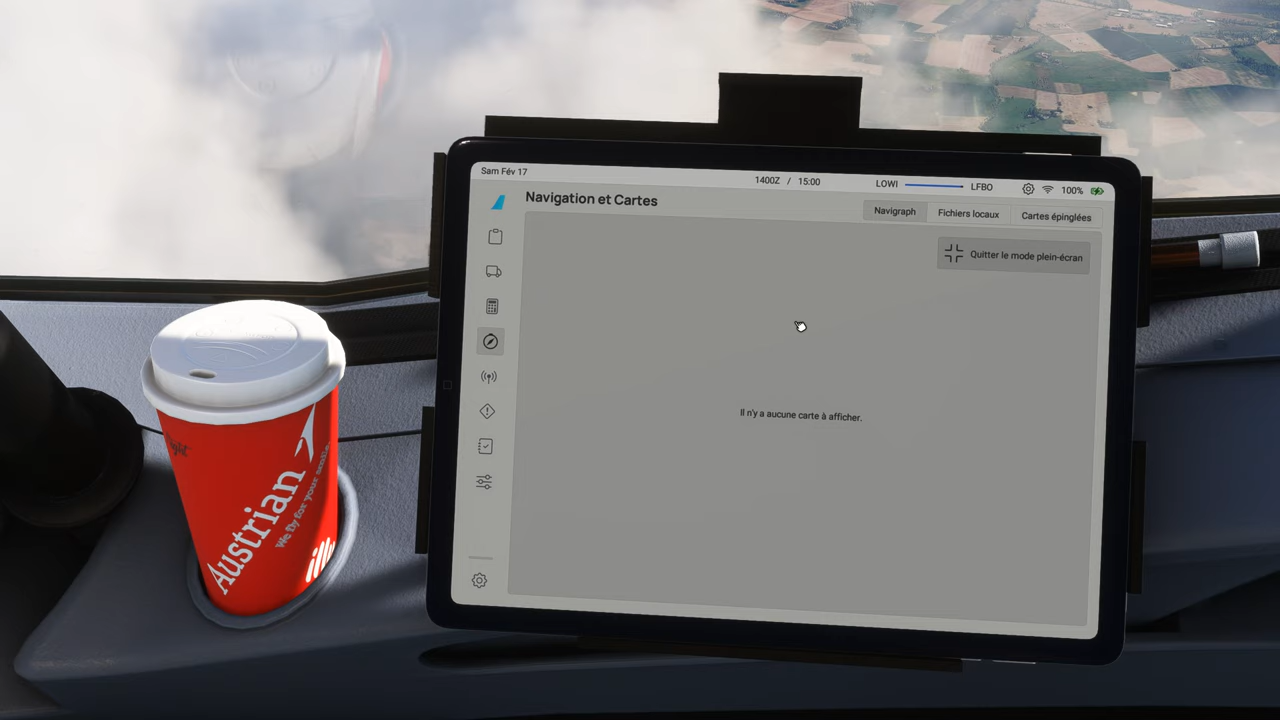 Sam Fév 17
1400Z / 15:00
LOWI LFBO
100%
Navigation et Cartes
Navigraph
Fichiers locaux
Cartes épinglées
Quitter le mode plein-écran
Il n'y a aucune carte à afficher.
Austrian
We fly for your smile.